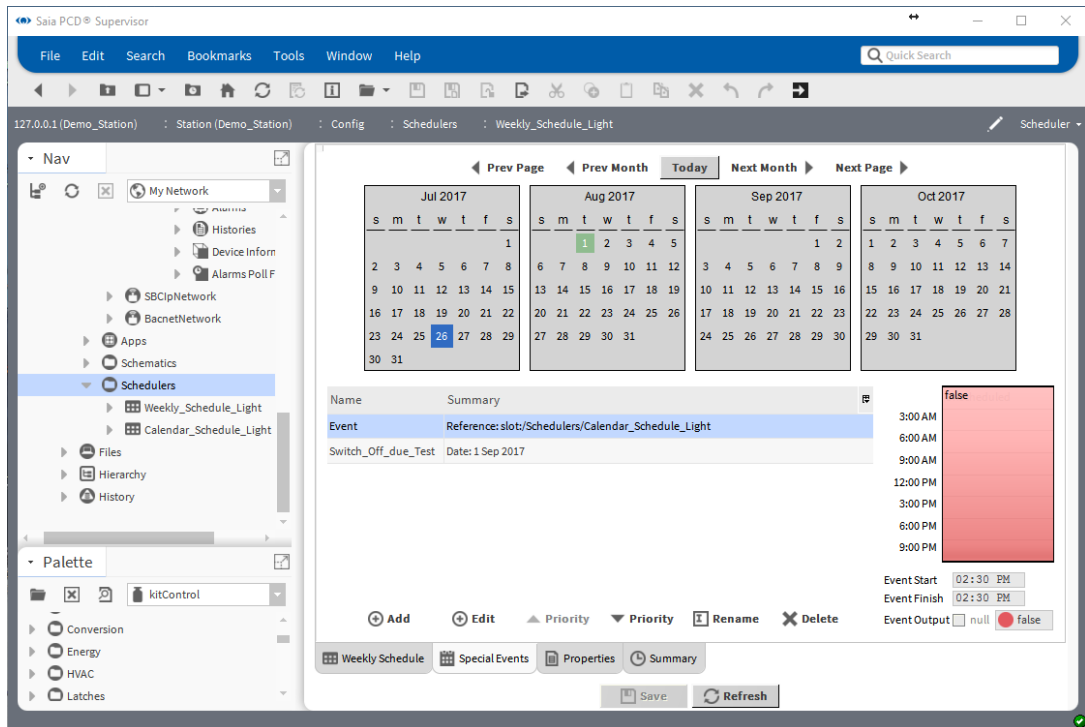 Saia PCD® Supervisor
File Edit Search Bookmarks Tools Window Help
Quick Search
127.0.0.1 (Demo_Station) : Station (Demo_Station) : Config : Schedulers : Weekly_Schedule_Light
Scheduler
Nav
My Network
Alarms
Histories
Device Inform
Alarms Poll F
SBCIpNetwork
BacnetNetwork
Apps
Schematics
Schedulers
Weekly_Schedule_Light
Calendar_Schedule_Light
Files
Hierarchy
History
Palette
kitControl
Conversion
Energy
HVAC
Latches
Prev Page Prev Month Today Next Month Next Page
Jul 2017
s m t w t f s
1
2 3 4 5 6 7 8
9 10 11 12 13 14 15
16 17 18 19 20 21 22
23 24 25 26 27 28 29
30 31
Aug 2017
s m t w t f s
1 2 3 4 5
6 7 8 9 10 11 12
13 14 15 16 17 18 19
20 21 22 23 24 25 26
27 28 29 30 31
Sep 2017
s m t w t f s
1 2
3 4 5 6 7 8 9
10 11 12 13 14 15 16
17 18 19 20 21 22 23
24 25 26 27 28 29 30
Oct 2017
s m t w t f s
1 2 3 4 5 6 7
8 9 10 11 12 13 14
15 16 17 18 19 20 21
22 23 24 25 26 27 28
29 30 31
Name Summary
Event Reference: slot:/Schedulers/Calendar_Schedule_Light
Switch_Off_due_Test Date: 1 Sep 2017
false
3:00 AM
6:00 AM
9:00 AM
12:00 PM
3:00 PM
6:00 PM
9:00 PM
Event Start 02:30 PM
Event Finish 02:30 PM
Event Output null false
Add Edit Priority Priority Rename Delete
Weekly Schedule Special Events Properties Summary
Save Refresh